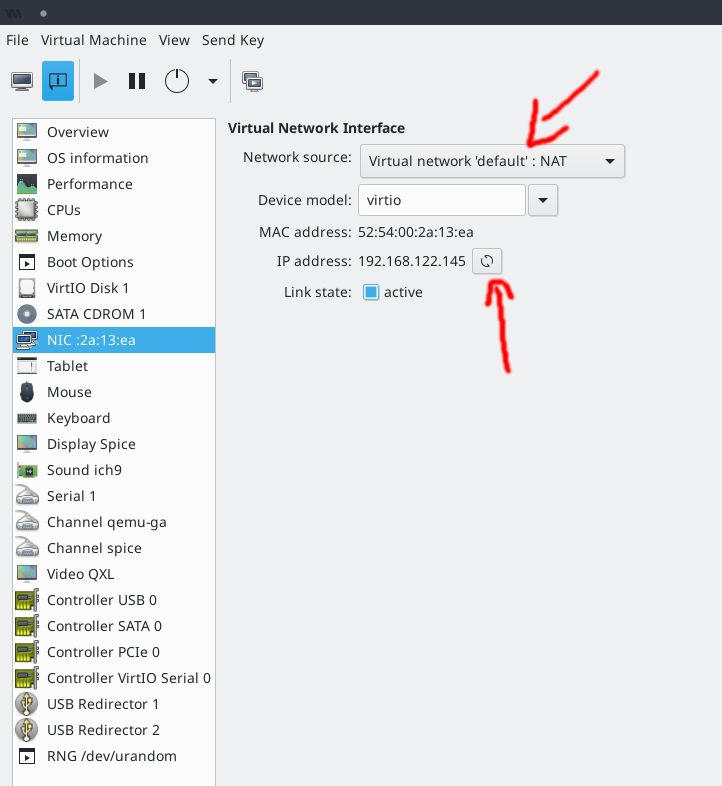 File Virtual Machine View Send Key
Overview
OS information
Performance
CPUs
Memory
Boot Options
VirtIO Disk 1
SATA CDROM 1
NIC :2a:13:ea
Tablet
Mouse
Keyboard
Display Spice
Sound ich9
Serial 1
Channel qemu-ga
Channel spice
Video QXL
Controller USB 0
Controller SATA 0
Controller PCIe 0
Controller VirtIO Serial 0
USB Redirector 1
USB Redirector 2
RNG /dev/urandom
Virtual Network Interface
Network source: Virtual network 'default' : NAT
Device model: virtio
MAC address: 52:54:00:2a:13:ea
IP address: 192.168.122.145
Link state: active